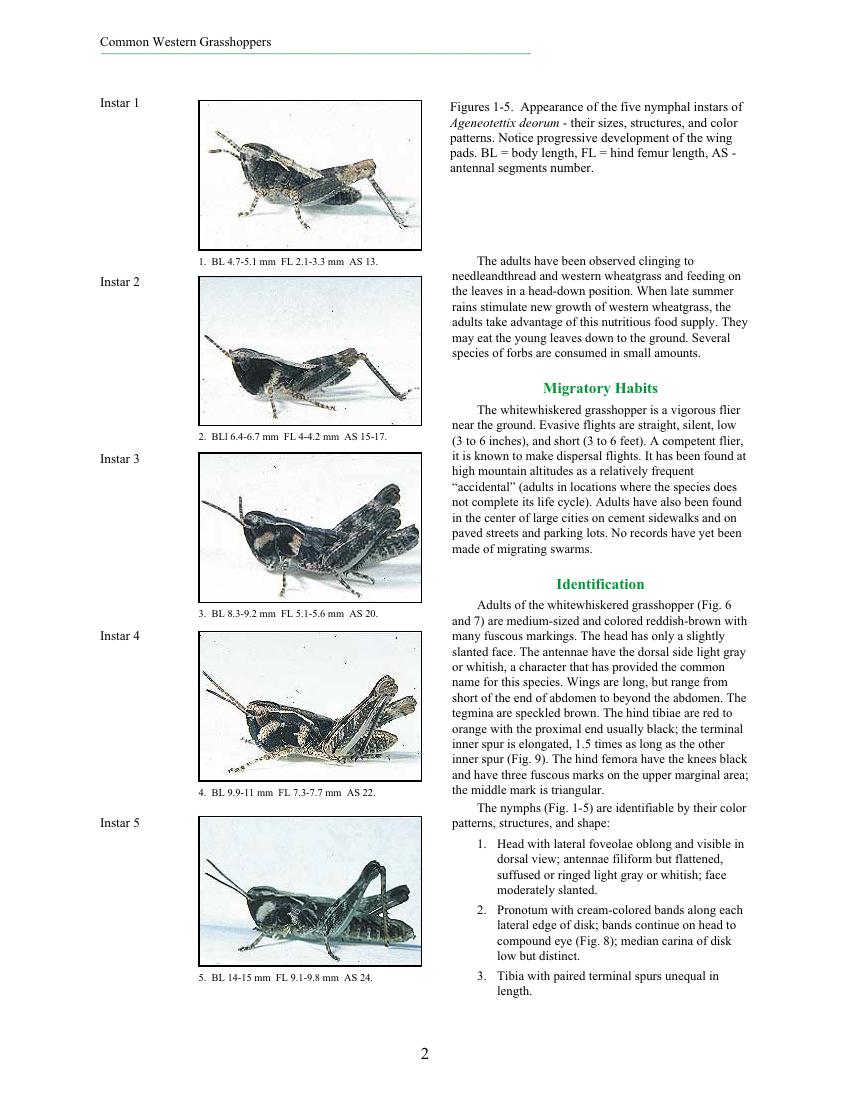 Common Western Grasshoppers
Instar 1
1. BL 4.7-5.1 mm FL 2.1-3.3 mm AS 13.
Instar 2
2. BLl 6.4-6.7 mm FL 4-4.2 mm AS 15-17.
Instar 3
3. BL 8.3-9.2 mm FL 5.1-5.6 mm AS 20.
Instar 4
4. BL 9.9-11 mm FL 7.3-7.7 mm AS 22.
Instar 5
5. BL 14-15 mm FL 9.1-9.8 mm AS 24.
Figures 1-5. Appearance of the five nymphal instars of
Ageneotettix deorum - their sizes, structures, and color
patterns. Notice progressive development of the wing
pads. BL = body length, FL = hind femur length, AS -
antennal segments number.
The adults have been observed clinging to
needleandthread and western wheatgrass and feeding on
the leaves in a head-down position. When late summer
rains stimulate new growth of western wheatgrass, the
adults take advantage of this nutritious food supply. They
may eat the young leaves down to the ground. Several
species of forbs are consumed in small amounts.
Migratory Habits
The whitewhiskered grasshopper is a vigorous flier
near the ground. Evasive flights are straight, silent, low
(3 to 6 inches), and short (3 to 6 feet). A competent flier,
it is known to make dispersal flights. It has been found at
high mountain altitudes as a relatively frequent
“accidental” (adults in locations where the species does
not complete its life cycle). Adults have also been found
in the center of large cities on cement sidewalks and on
paved streets and parking lots. No records have yet been
made of migrating swarms.
Identification
Adults of the whitewhiskered grasshopper (Fig. 6
and 7) are medium-sized and colored reddish-brown with
many fuscous markings. The head has only a slightly
slanted face. The antennae have the dorsal side light gray
or whitish, a character that has provided the common
name for this species. Wings are long, but range from
short of the end of abdomen to beyond the abdomen. The
tegmina are speckled brown. The hind tibiae are red to
orange with the proximal end usually black; the terminal
inner spur is elongated, 1.5 times as long as the other
inner spur (Fig. 9). The hind femora have the knees black
and have three fuscous marks on the upper marginal area;
the middle mark is triangular.
The nymphs (Fig. 1-5) are identifiable by their color
patterns, structures, and shape:
1. Head with lateral foveolae oblong and visible in
dorsal view; antennae filiform but flattened,
suffused or ringed light gray or whitish; face
moderately slanted.
2. Pronotum with cream-colored bands along each
lateral edge of disk; bands continue on head to
compound eye (Fig. 8); median carina of disk
low but distinct.
3. Tibia with paired terminal spurs unequal in
length.
2